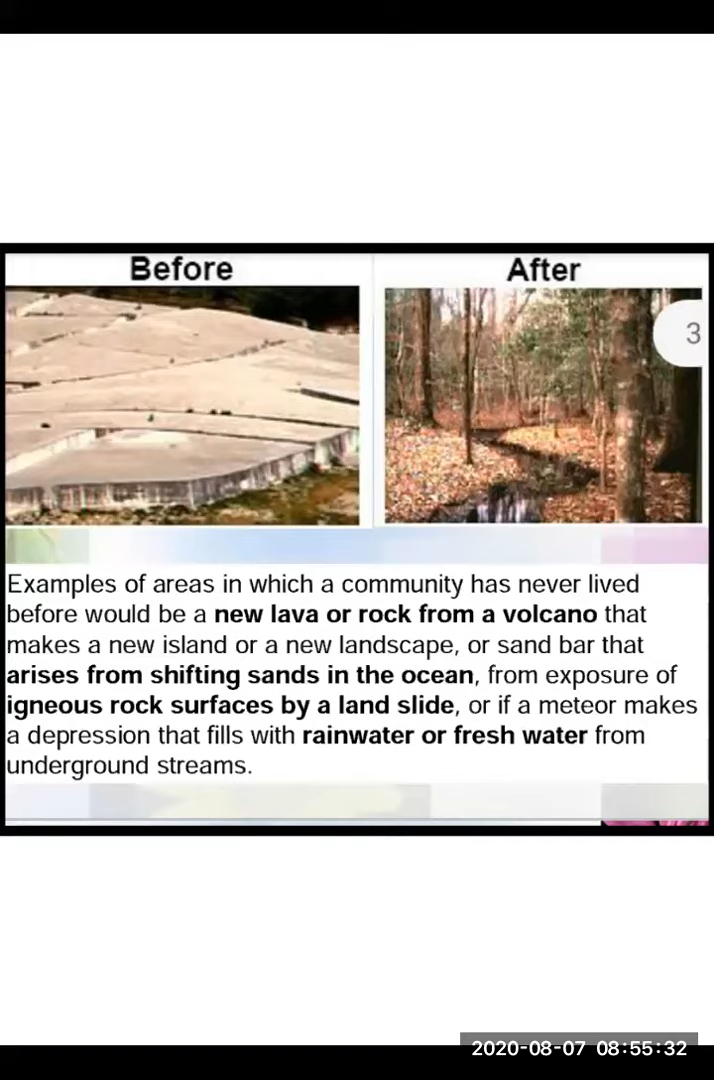 Before
After
3
Examples of areas in which a community has never lived
before would be a new lava or rock from a volcano that
makes a new island or a new landscape, or sand bar that
arises from shifting sands in the ocean, from exposure of
igneous rock surfaces by a land slide, or if a meteor makes
a depression that fills with rainwater or fresh water from
underground streams.
2020-08-07 08:55:32